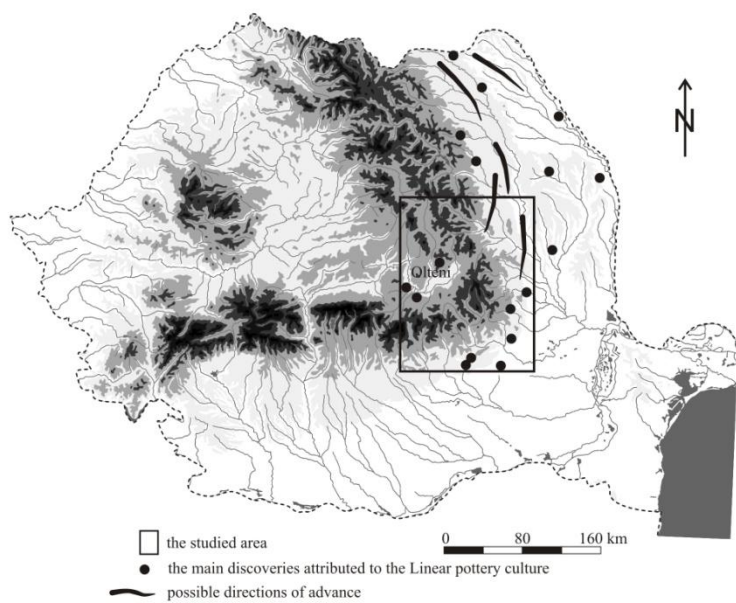 N
Olteni
0 80 160 km
the studied area
the main discoveries attributed to the Linear pottery culture
possible directions of advance